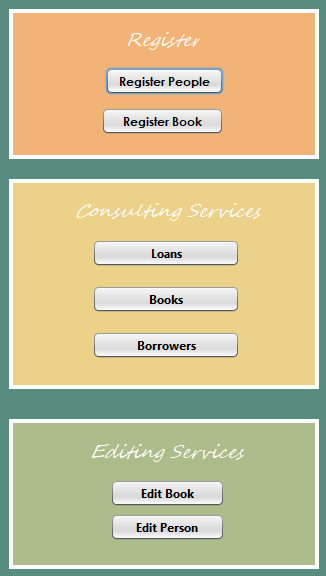 Register
Register People
Register Book
Consulting Services
Loans
Books
Borrowers
Editing Services
Edit Book
Edit Person